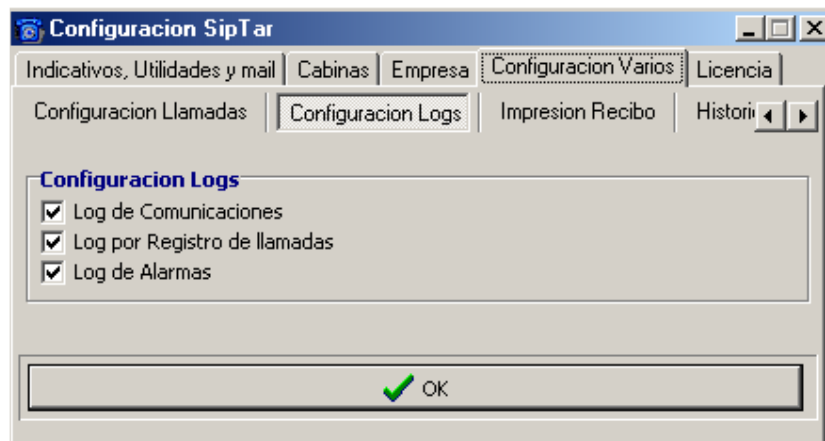 Configuracion SipTar
Indicativos, Utilidades y mail Cabinas Empresa Configuracion Varios Licencia
Configuracion Llamadas Configuracion Logs Impresion Recibo
Configuracion Logs
Log de Comunicaciones
Log por Registro de llamadas
Log de Alarmas
OK